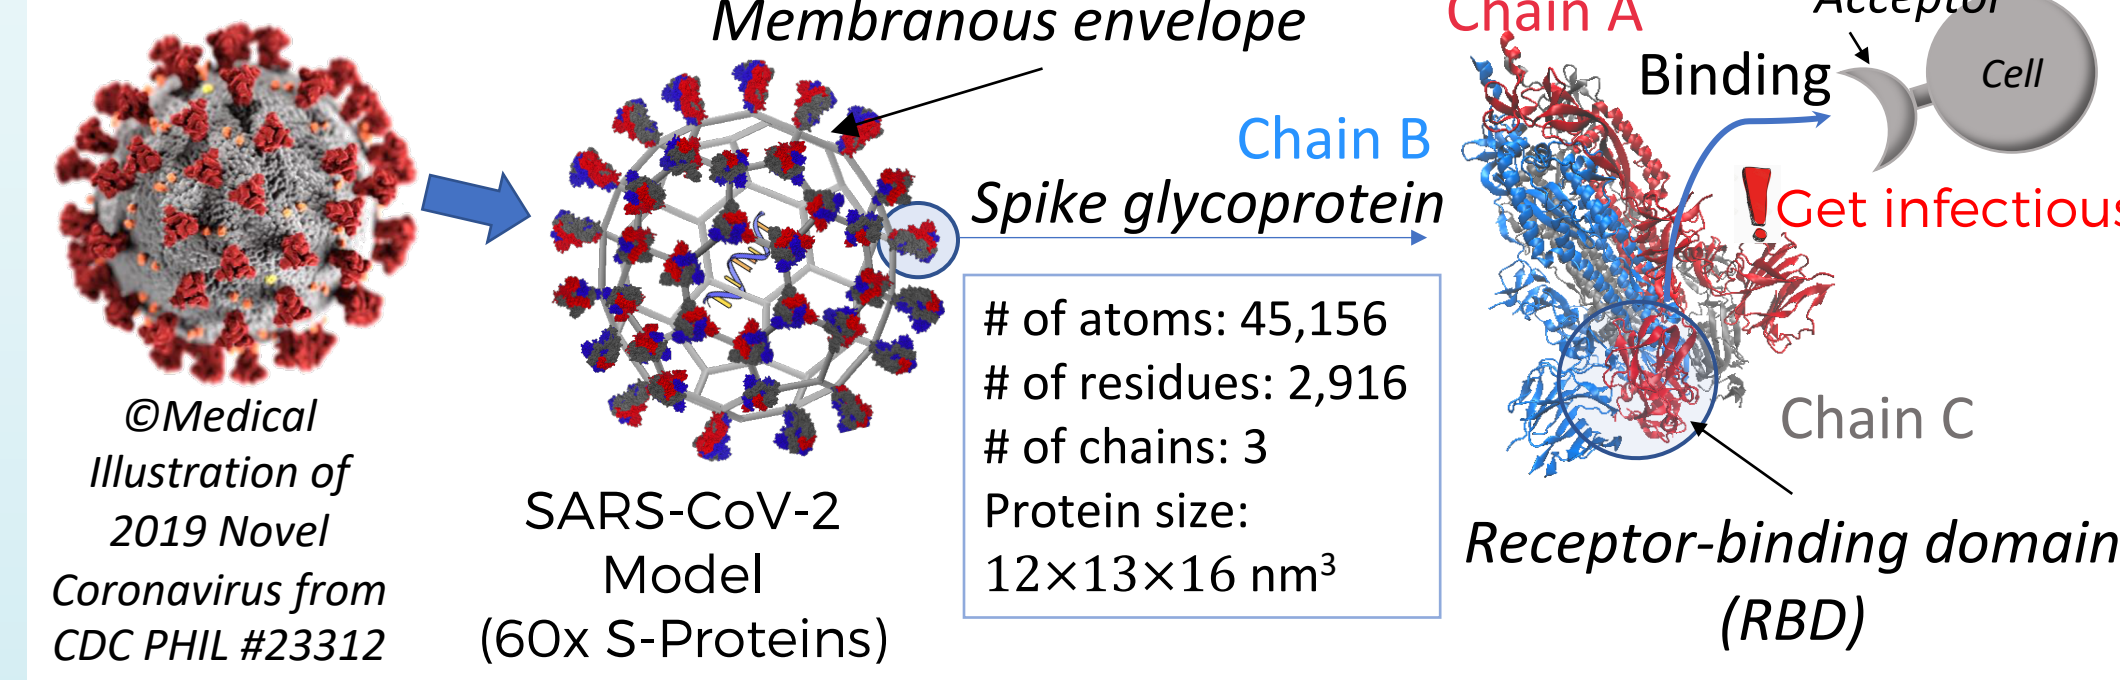 Membranous envelope
Chain A
Acceptor
Binding
Cell
Chain B
Spike glycoprotein
Get infectious
# of atoms: 45,156
# of residues: 2,916
# of chains: 3
Protein size:
12×13×16 nm³
Chain C
©Medical
Illustration of
2019 Novel
Coronavirus from
CDC PHIL #23312
SARS-CoV-2
Model
(60x S-Proteins)
Receptor-binding domain
(RBD)